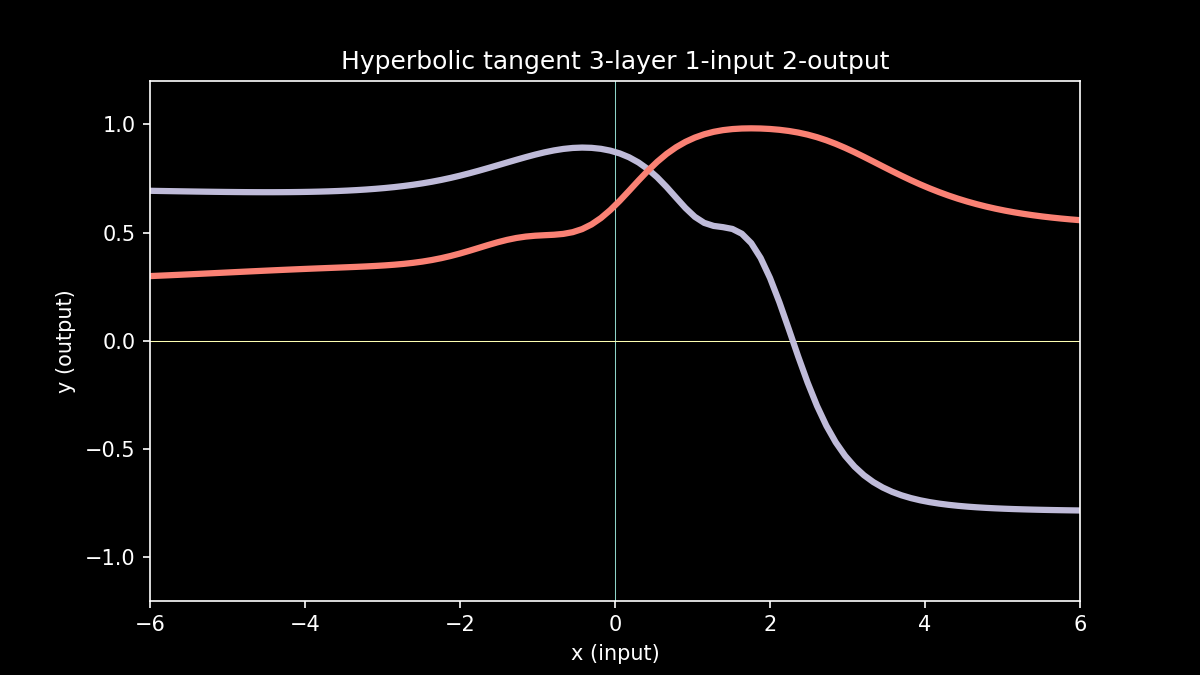 Hyperbolic tangent 3-layer 1-input 2-output
1.0
0.5
0.0
−0.5
−1.0
y (output)
−6 −4 −2 0 2 4 6
x (input)